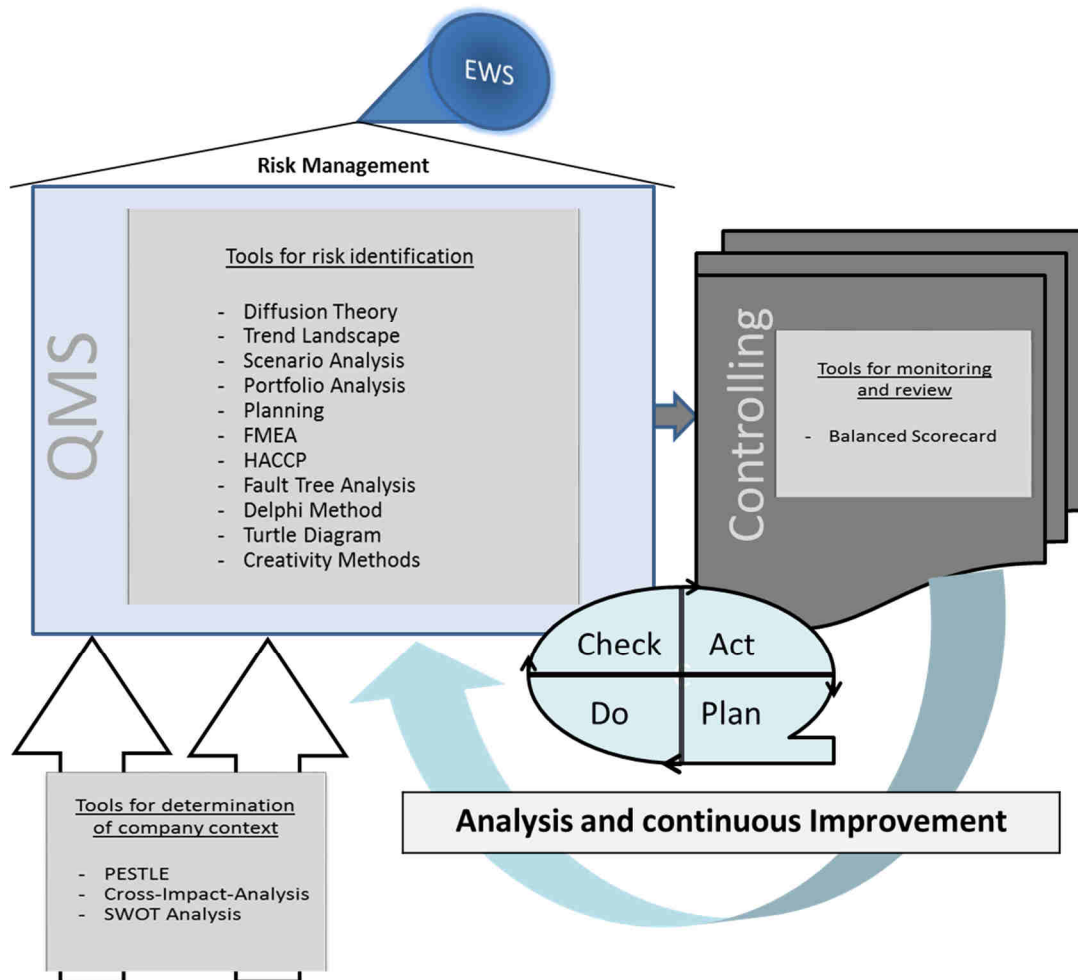 EWS
Risk Management
QMS
Tools for risk identification
- Diffusion Theory
- Trend Landscape
- Scenario Analysis
- Portfolio Analysis
- Planning
- FMEA
- HACCP
- Fault Tree Analysis
- Delphi Method
- Turtle Diagram
- Creativity Methods
Controlling
Tools for monitoring
and review
- Balanced Scorecard
Check
Act
Do
Plan
Analysis and continuous Improvement
Tools for determination
of company context
- PESTLE
- Cross-Impact-Analysis
- SWOT Analysis